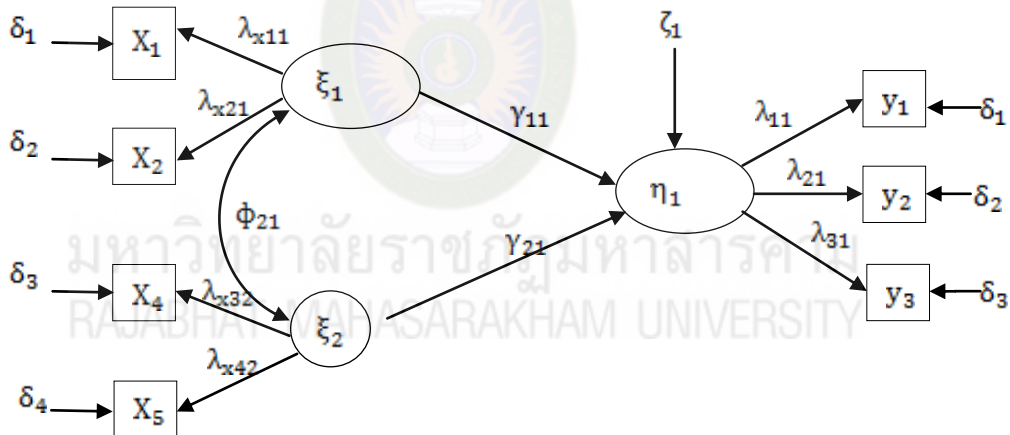 δ₁ X₁ λₓ₁₁ ξ₁ ζ₁
λₓ₂₁ γ₁₁ λ₁₁ y₁ δ₁
δ₂ X₂
η₁ λ₂₁ y₂ δ₂
ϕ₂₁
มหาวิทยาลัยราชภัฏมหาสารคาม
γ₂₁ λ₃₁
δ₃ X₄ λₓ₃₂ y₃ δ₃
RAJABHAT MAHASARAKHAM UNIVERSITY
ξ₂
λₓ₄₂
δ₄ X₅